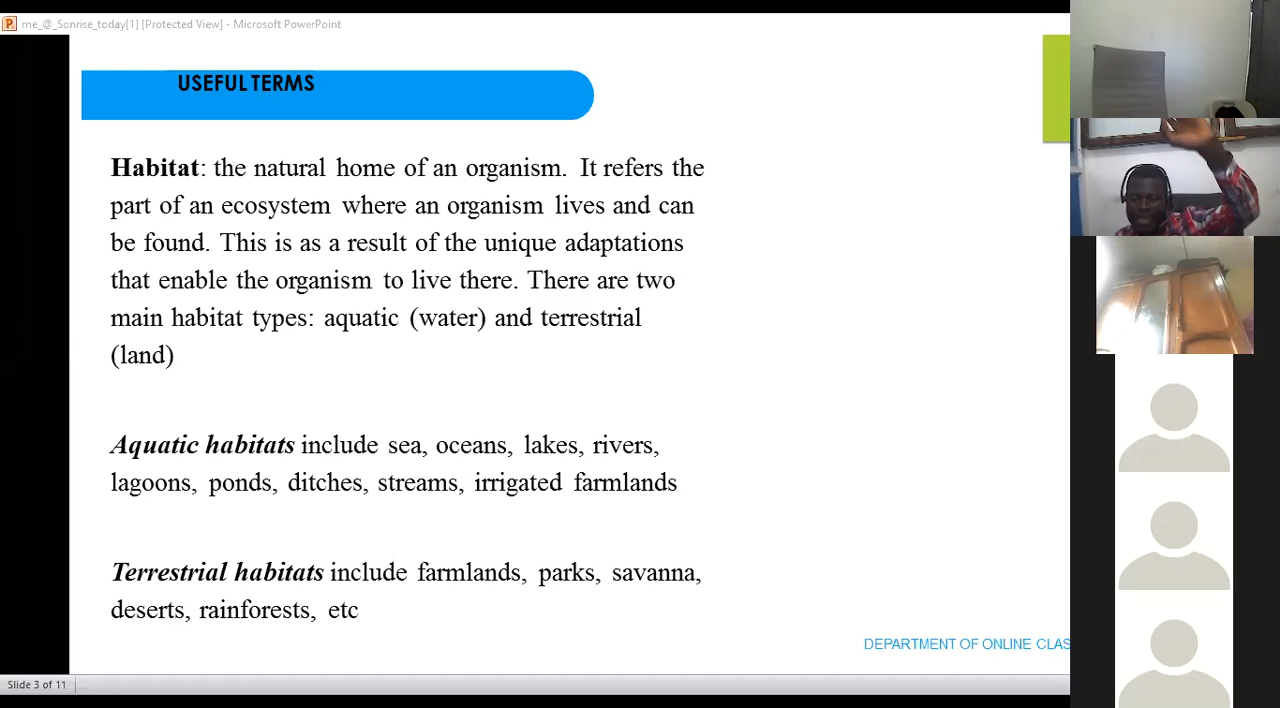 me_@_Sonrise_today[1] [Protected View] - Microsoft PowerPoint
USEFUL TERMS
Habitat: the natural home of an organism. It refers the
part of an ecosystem where an organism lives and can
be found. This is as a result of the unique adaptations
that enable the organism to live there. There are two
main habitat types: aquatic (water) and terrestrial
(land)
Aquatic habitats include sea, oceans, lakes, rivers,
lagoons, ponds, ditches, streams, irrigated farmlands
Terrestrial habitats include farmlands, parks, savanna,
deserts, rainforests, etc
DEPARTMENT OF ONLINE CLAS
Slide 3 of 11